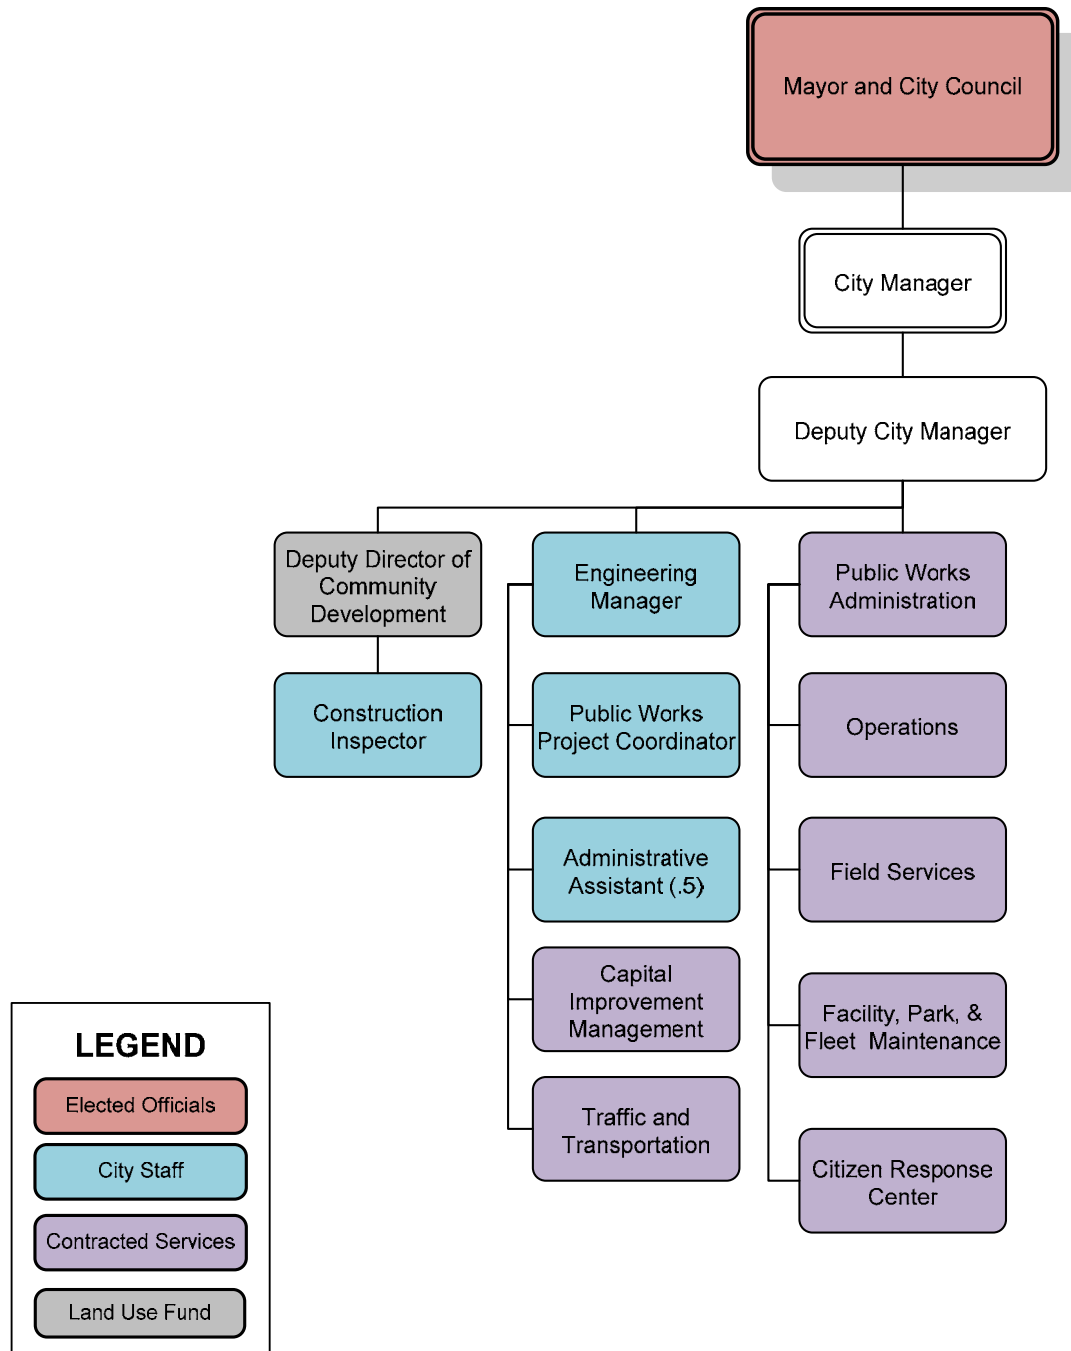 Mayor and City Council
City Manager
Deputy City Manager
Deputy Director of
Community
Development
Engineering
Manager
Public Works
Administration
Construction
Inspector
Public Works
Project Coordinator
Operations
Administrative
Assistant (.5)
Field Services
Capital
Improvement
Management
Facility, Park, &
Fleet Maintenance
Traffic and
Transportation
Citizen Response
Center
LEGEND
Elected Officials
City Staff
Contracted Services
Land Use Fund